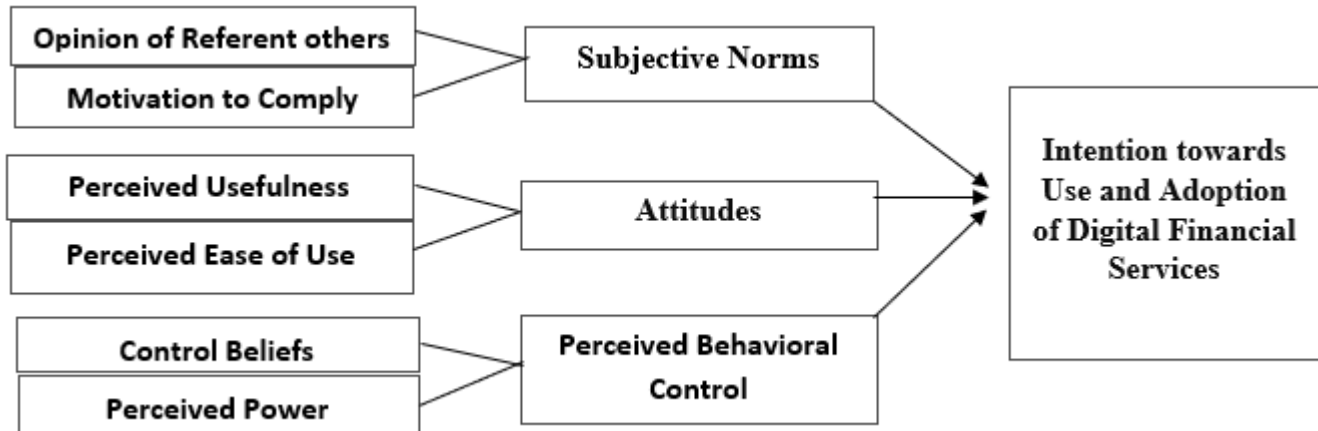 Opinion of Referent others
Motivation to Comply
Subjective Norms
Perceived Usefulness
Perceived Ease of Use
Attitudes
Control Beliefs
Perceived Power
Perceived Behavioral
Control
Intention towards
Use and Adoption
of Digital Financial
Services